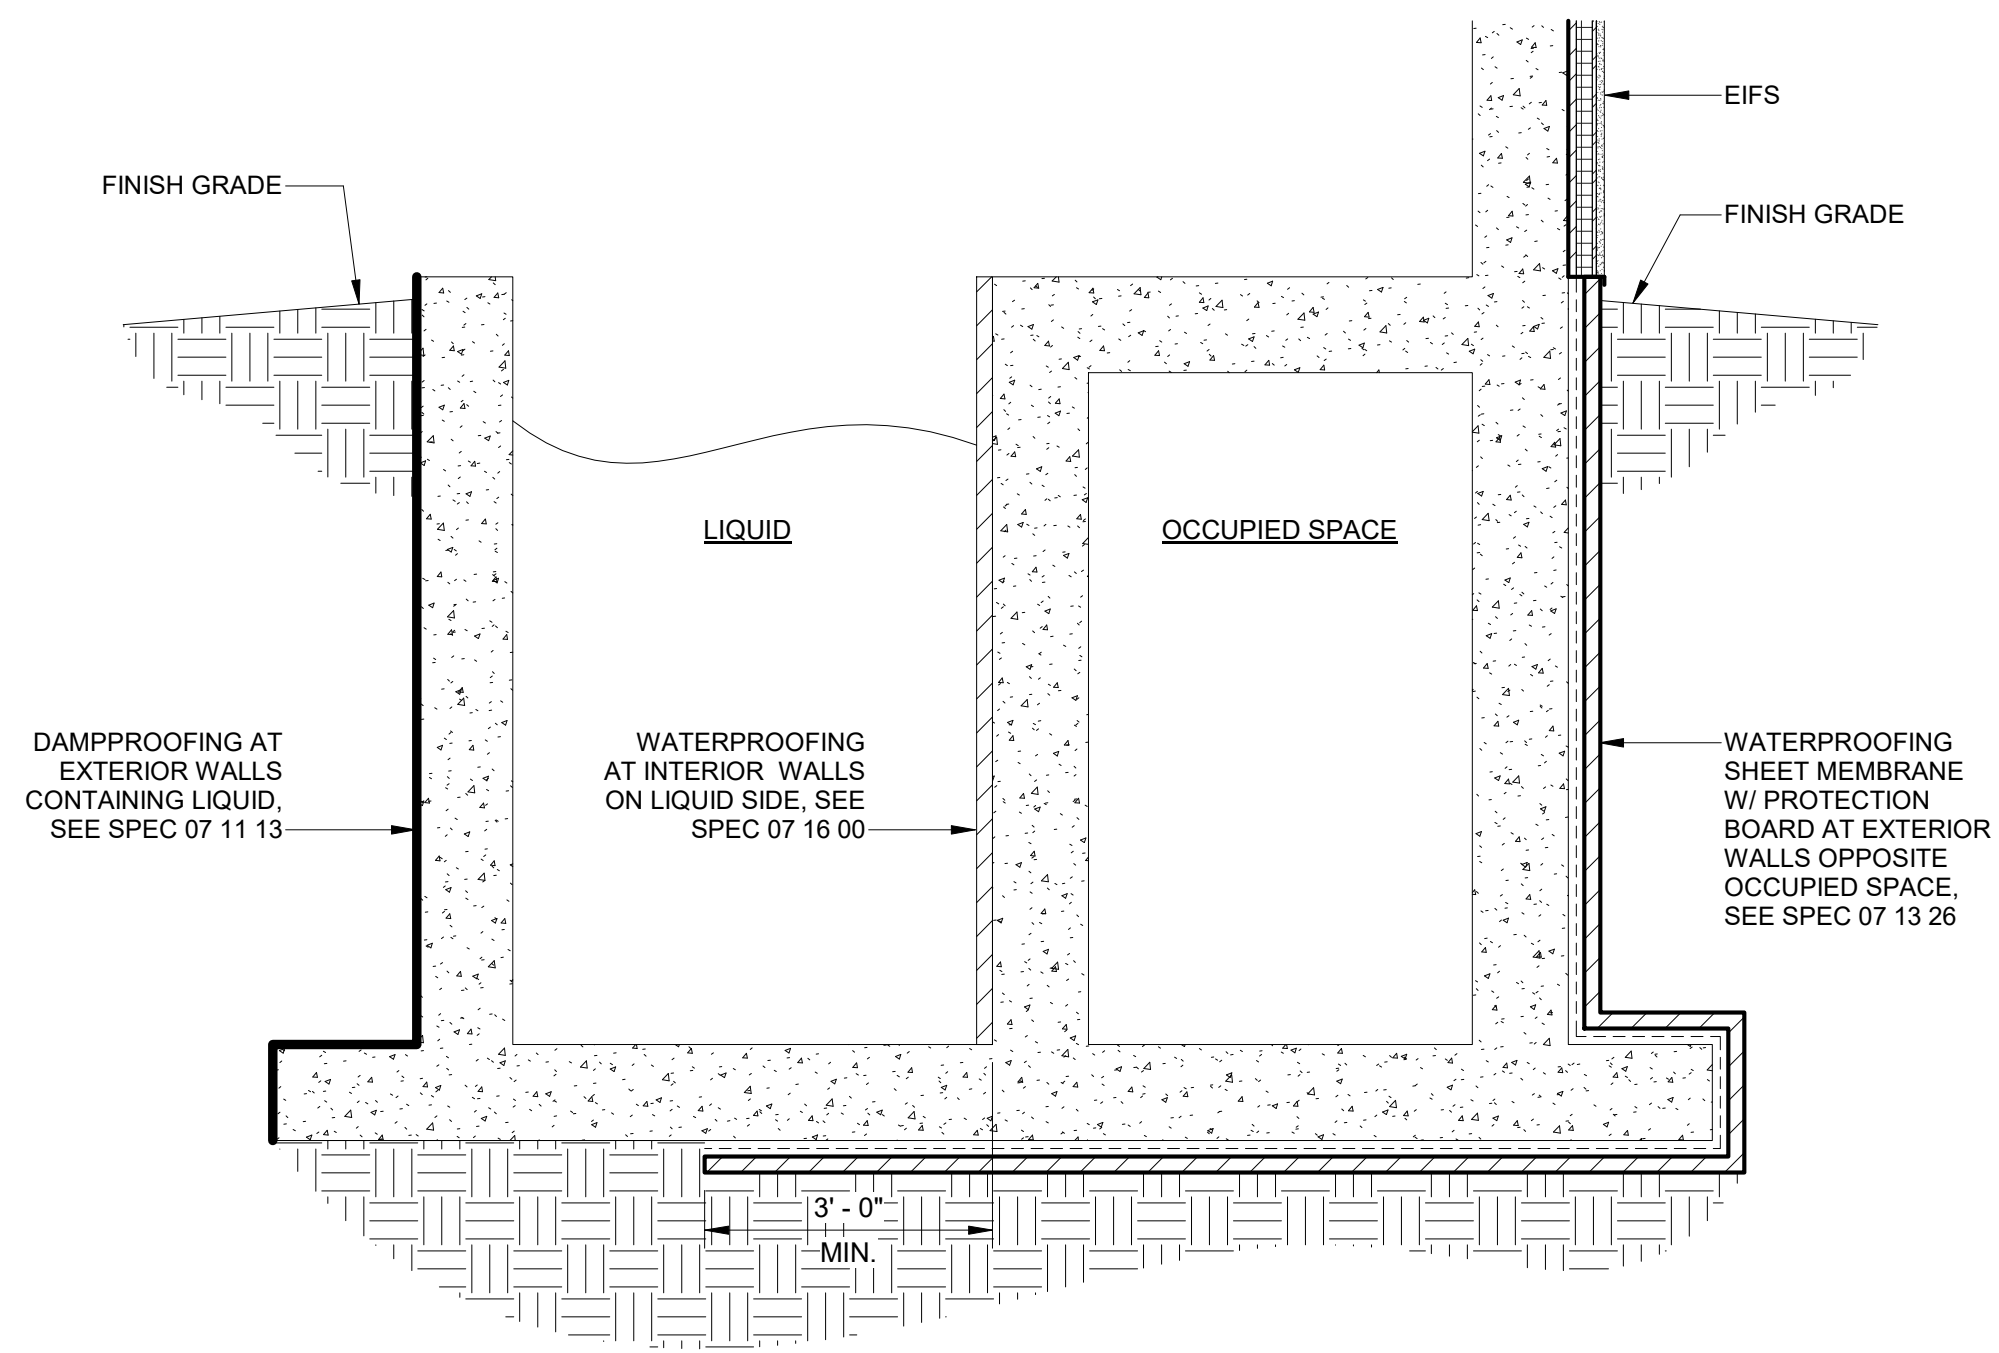 EIFS
FINISH GRADE
FINISH GRADE
LIQUID
OCCUPIED SPACE
DAMPPROOFING AT
EXTERIOR WALLS
CONTAINING LIQUID,
SEE SPEC 07 11 13
WATERPROOFING
AT INTERIOR WALLS
ON LIQUID SIDE, SEE
SPEC 07 16 00
WATERPROOFING
SHEET MEMBRANE
W/ PROTECTION
BOARD AT EXTERIOR
WALLS OPPOSITE
OCCUPIED SPACE,
SEE SPEC 07 13 26
3' - 0"
MIN.